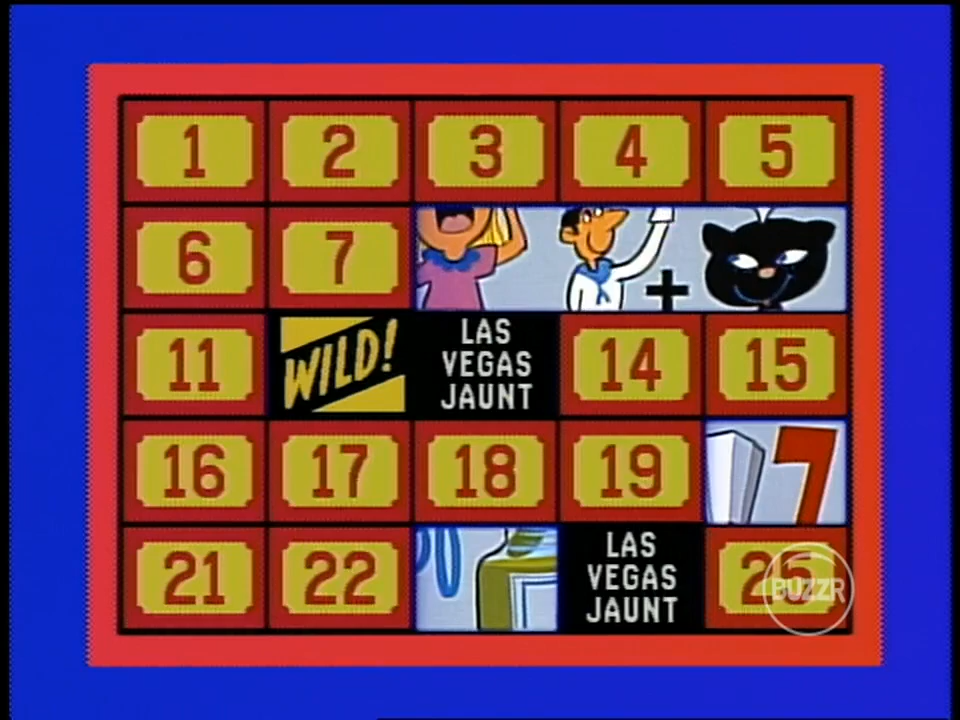 1 2 3 4 5
6 7 +
11 WILD! LAS VEGAS JAUNT 14 15
16 17 18 19 7
21 22 LAS VEGAS JAUNT 25
BUZZR